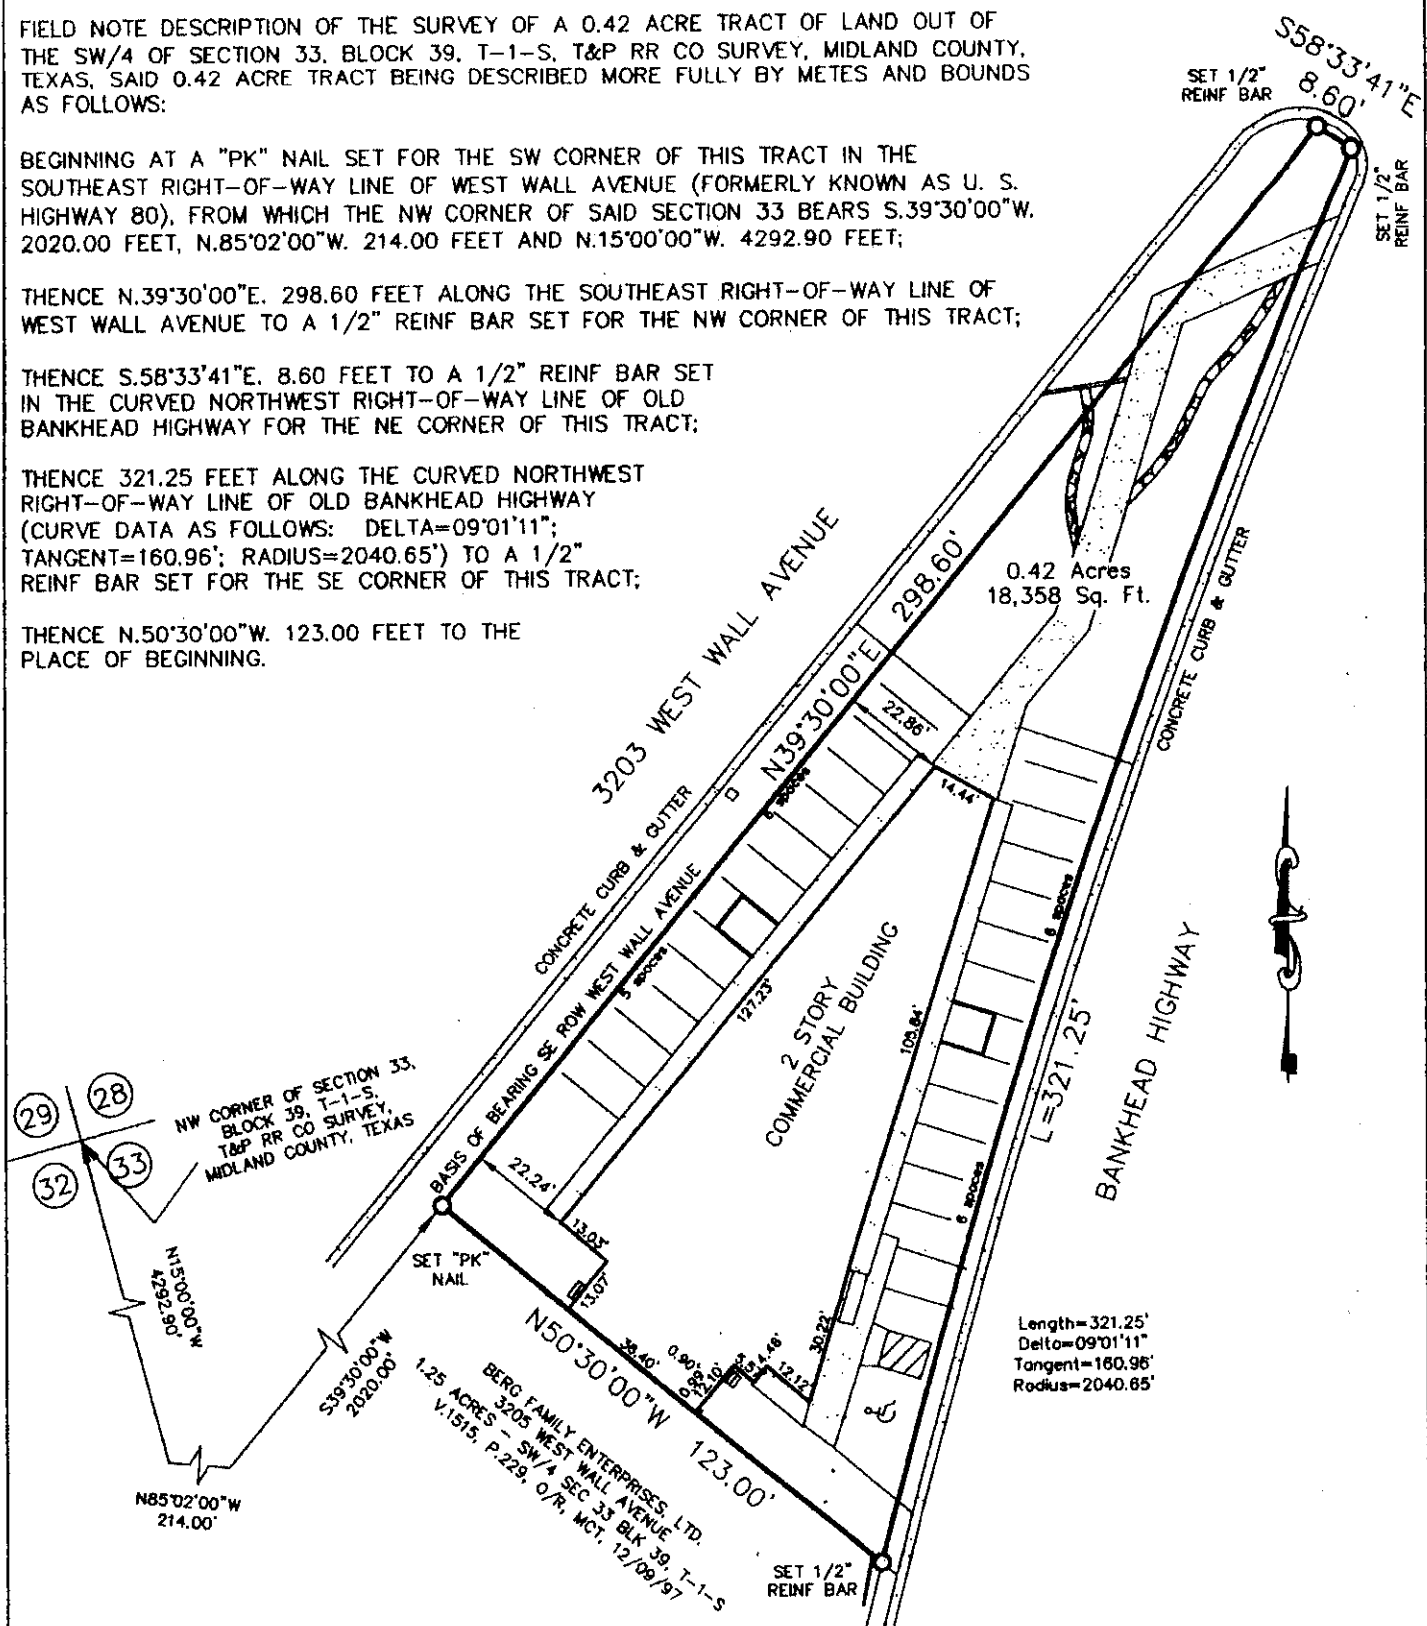 FIELD NOTE DESCRIPTION OF THE SURVEY OF A 0.42 ACRE TRACT OF LAND OUT OF
THE SW/4 OF SECTION 33, BLOCK 39, T-1-S, T&P RR CO SURVEY, MIDLAND COUNTY,
TEXAS, SAID 0.42 ACRE TRACT BEING DESCRIBED MORE FULLY BY METES AND BOUNDS
AS FOLLOWS:
BEGINNING AT A "PK" NAIL SET FOR THE SW CORNER OF THIS TRACT IN THE
SOUTHEAST RIGHT-OF-WAY LINE OF WEST WALL AVENUE (FORMERLY KNOWN AS U. S.
HIGHWAY 80), FROM WHICH THE NW CORNER OF SAID SECTION 33 BEARS S.39°30'00"W.
2020.00 FEET, N.85°02'00"W. 214.00 FEET AND N.15°00'00"W. 4292.90 FEET;
THENCE N.39°30'00"E. 298.60 FEET ALONG THE SOUTHEAST RIGHT-OF-WAY LINE OF
WEST WALL AVENUE TO A 1/2" REINF BAR SET FOR THE NW CORNER OF THIS TRACT;
THENCE S.58°33'41"E. 8.60 FEET TO A 1/2" REINF BAR SET
IN THE CURVED NORTHWEST RIGHT-OF-WAY LINE OF OLD
BANKHEAD HIGHWAY FOR THE NE CORNER OF THIS TRACT;
THENCE 321.25 FEET ALONG THE CURVED NORTHWEST
RIGHT-OF-WAY LINE OF OLD BANKHEAD HIGHWAY
(CURVE DATA AS FOLLOWS: DELTA=09°01'11";
TANGENT=160.96'; RADIUS=2040.65') TO A 1/2"
REINF BAR SET FOR THE SE CORNER OF THIS TRACT;
THENCE N.50°30'00"W. 123.00 FEET TO THE
PLACE OF BEGINNING.
S58°33'41"E
8.60'
SET 1/2"
REINF BAR
SET 1/2"
REINF BAR
0.42 Acres
18,358 Sq. Ft.
3203 WEST WALL AVENUE
N39°30'00"E 298.60'
CONCRETE CURB & GUTTER
CONCRETE CURB & GUTTER
BASIS OF BEARING SE ROW WEST WALL AVENUE
22.86'
14.44'
6 spaces
5 spaces
6 spaces
6 spaces
127.23'
2 STORY
COMMERCIAL BUILDING
L=321.25'
BANKHEAD HIGHWAY
29
28
32
33
NW CORNER OF SECTION 33,
BLOCK 39, T-1-S,
T&P RR CO SURVEY,
MIDLAND COUNTY, TEXAS
N15°00'00"W
4292.90'
S39°30'00"W
2020.00'
N85°02'00"W
214.00'
SET "PK"
NAIL
22.24'
13.03'
13.07'
38.40'
0.90'
0.99'
12.10'
4.46'
12.12'
30.22'
N50°30'00"W 123.00'
BERG FAMILY ENTERPRISES, LTD.
3205 WEST WALL AVENUE
1.25 ACRES - SW/4 SEC 33 BLK 39, T-1-S
V.1515, P.229, O/R, MCT, 12/09/97
SET 1/2"
REINF BAR
Length=321.25'
Delta=09°01'11"
Tangent=160.96'
Radius=2040.65'